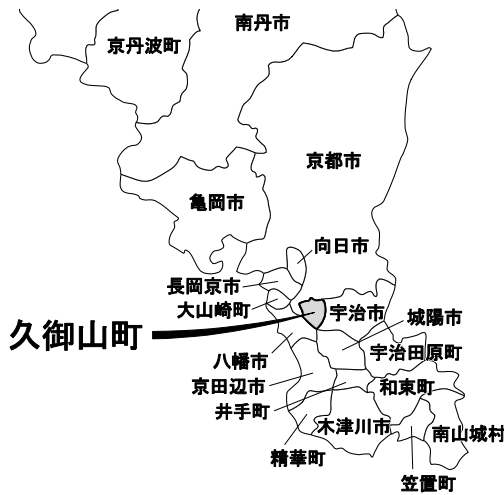 南丹市
京丹波町
京都市
亀岡市
向日市
長岡京市
大山崎町
宇治市
城陽市
久御山町
宇治田原町
八幡市
京田辺市
和束町
井手町
木津川市
南山城村
精華町
笠置町